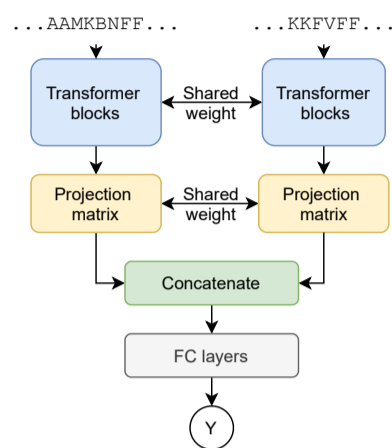 ...AAMKBNFF...
...KKFVFF...
Transformer
blocks
Shared
weight
Transformer
blocks
Projection
matrix
Shared
weight
Projection
matrix
Concatenate
FC layers
Y